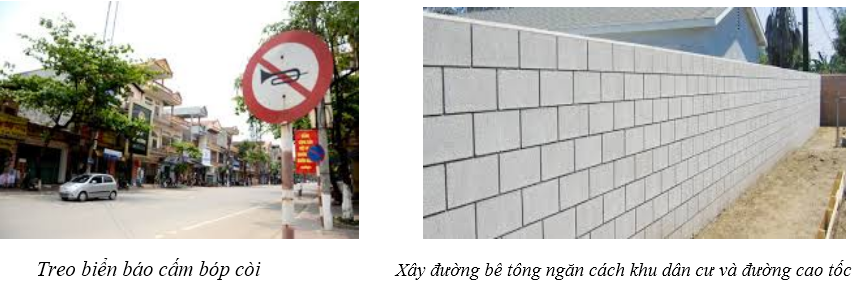 Treo biển báo cấm bóp còi
Xây đường bê tông ngăn cách khu dân cư và đường cao tốc